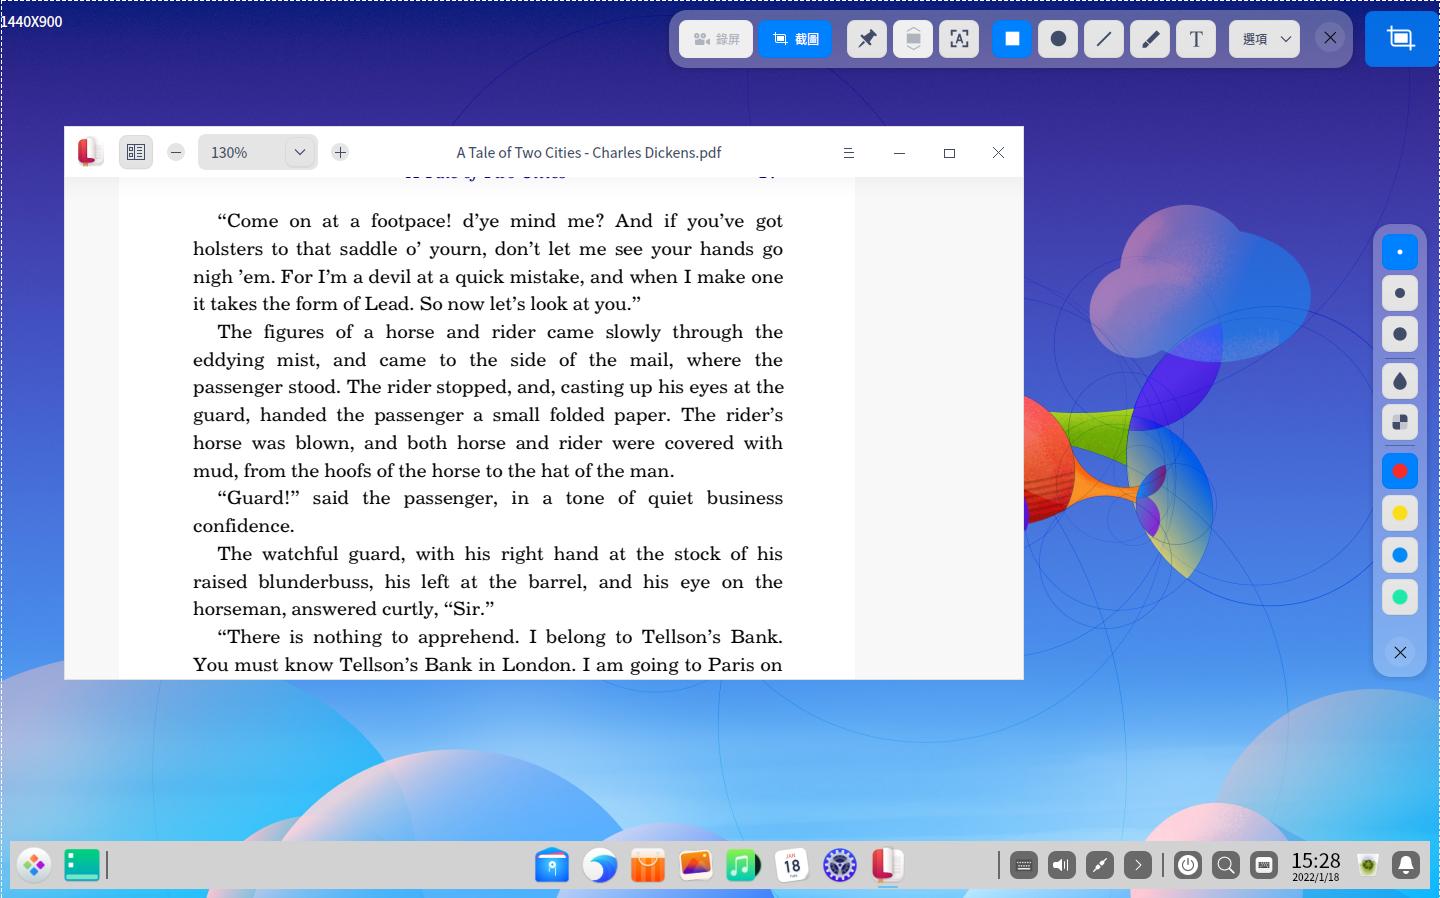 1440X900
錄屏
截圖
T
選項
130%
A Tale of Two Cities - Charles Dickens.pdf
“Come on at a footpace! d’ye mind me? And if you’ve got
holsters to that saddle o’ yourn, don’t let me see your hands go
nigh ’em. For I’m a devil at a quick mistake, and when I make one
it takes the form of Lead. So now let’s look at you.”
The figures of a horse and rider came slowly through the
eddying mist, and came to the side of the mail, where the
passenger stood. The rider stopped, and, casting up his eyes at the
guard, handed the passenger a small folded paper. The rider’s
horse was blown, and both horse and rider were covered with
mud, from the hoofs of the horse to the hat of the man.
“Guard!” said the passenger, in a tone of quiet business
confidence.
The watchful guard, with his right hand at the stock of his
raised blunderbuss, his left at the barrel, and his eye on the
horseman, answered curtly, “Sir.”
“There is nothing to apprehend. I belong to Tellson’s Bank.
You must know Tellson’s Bank in London. I am going to Paris on
JAN
18
15:28
2022/1/18